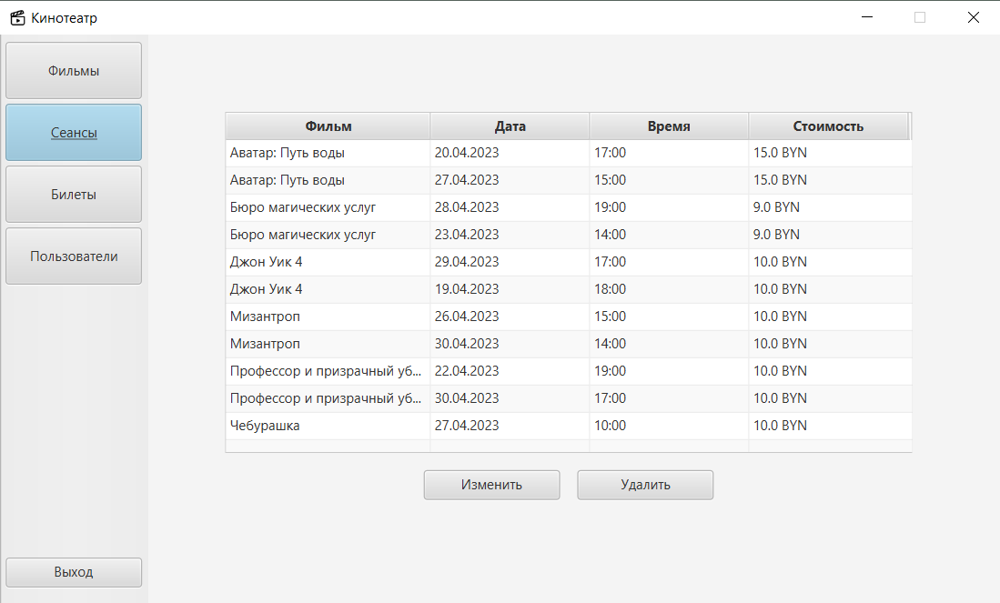 Кинотеатр
Фильмы
Сеансы
Билеты
Пользователи
Выход
Фильм Дата Время Стоимость
Аватар: Путь воды 20.04.2023 17:00 15.0 BYN
Аватар: Путь воды 27.04.2023 15:00 15.0 BYN
Бюро магических услуг 28.04.2023 19:00 9.0 BYN
Бюро магических услуг 23.04.2023 14:00 9.0 BYN
Джон Уик 4 29.04.2023 17:00 10.0 BYN
Джон Уик 4 19.04.2023 18:00 10.0 BYN
Мизантроп 26.04.2023 15:00 10.0 BYN
Мизантроп 30.04.2023 14:00 10.0 BYN
Профессор и призрачный уб... 22.04.2023 19:00 10.0 BYN
Профессор и призрачный уб... 30.04.2023 17:00 10.0 BYN
Чебурашка 27.04.2023 10:00 10.0 BYN
Изменить Удалить